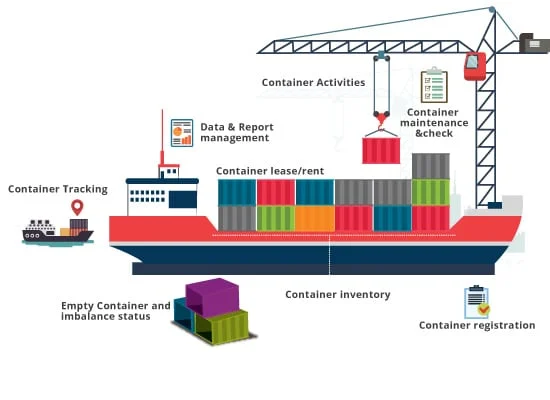 Container Activities
Container
maintenance
&check
Data & Report
management
Container lease/rent
Container Tracking
Empty Container and
imbalance status
Container inventory
Container registration